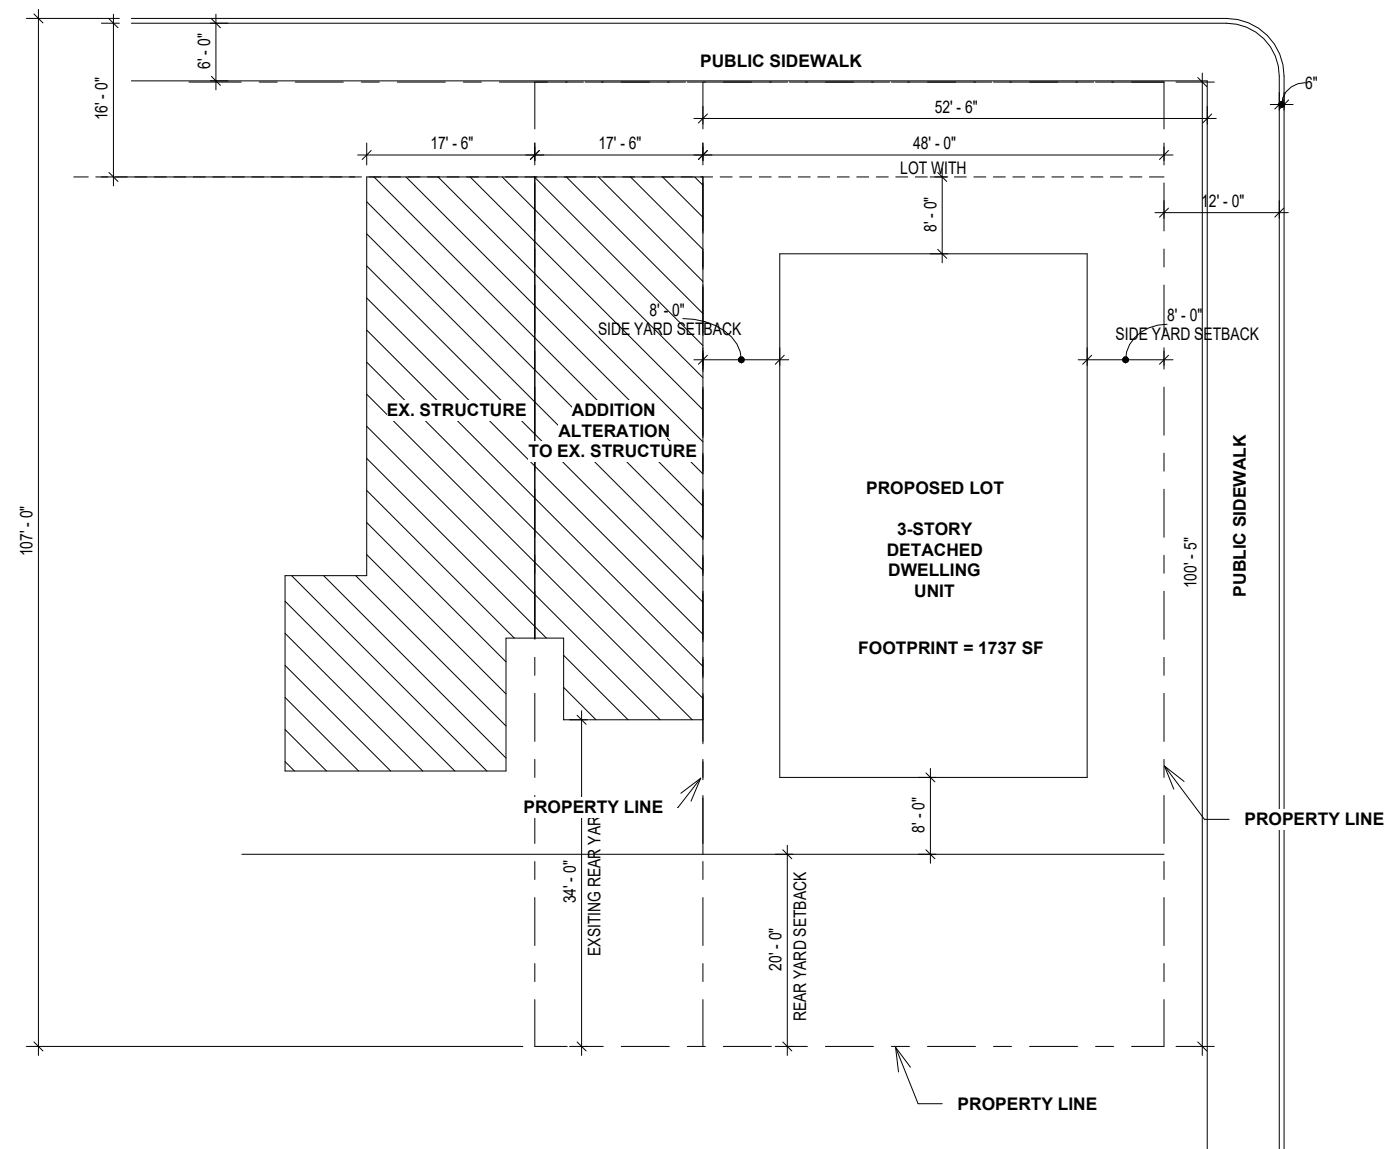 6' - 0"
PUBLIC SIDEWALK
6"
16' - 0"
52' - 6"
17' - 6"
17' - 6"
48' - 0"
LOT WITH
12' - 0"
8' - 0"
8' - 0"
SIDE YARD SETBACK
8' - 0"
SIDE YARD SETBACK
EX. STRUCTURE
ADDITION
ALTERATION
TO EX. STRUCTURE
PROPOSED LOT
3-STORY
DETACHED
DWELLING
UNIT
FOOTPRINT = 1737 SF
107' - 0"
100' - 5"
PUBLIC SIDEWALK
PROPERTY LINE
8' - 0"
PROPERTY LINE
34' - 0"
EXSITING REAR YAR
20' - 0"
REAR YARD SETBACK
PROPERTY LINE